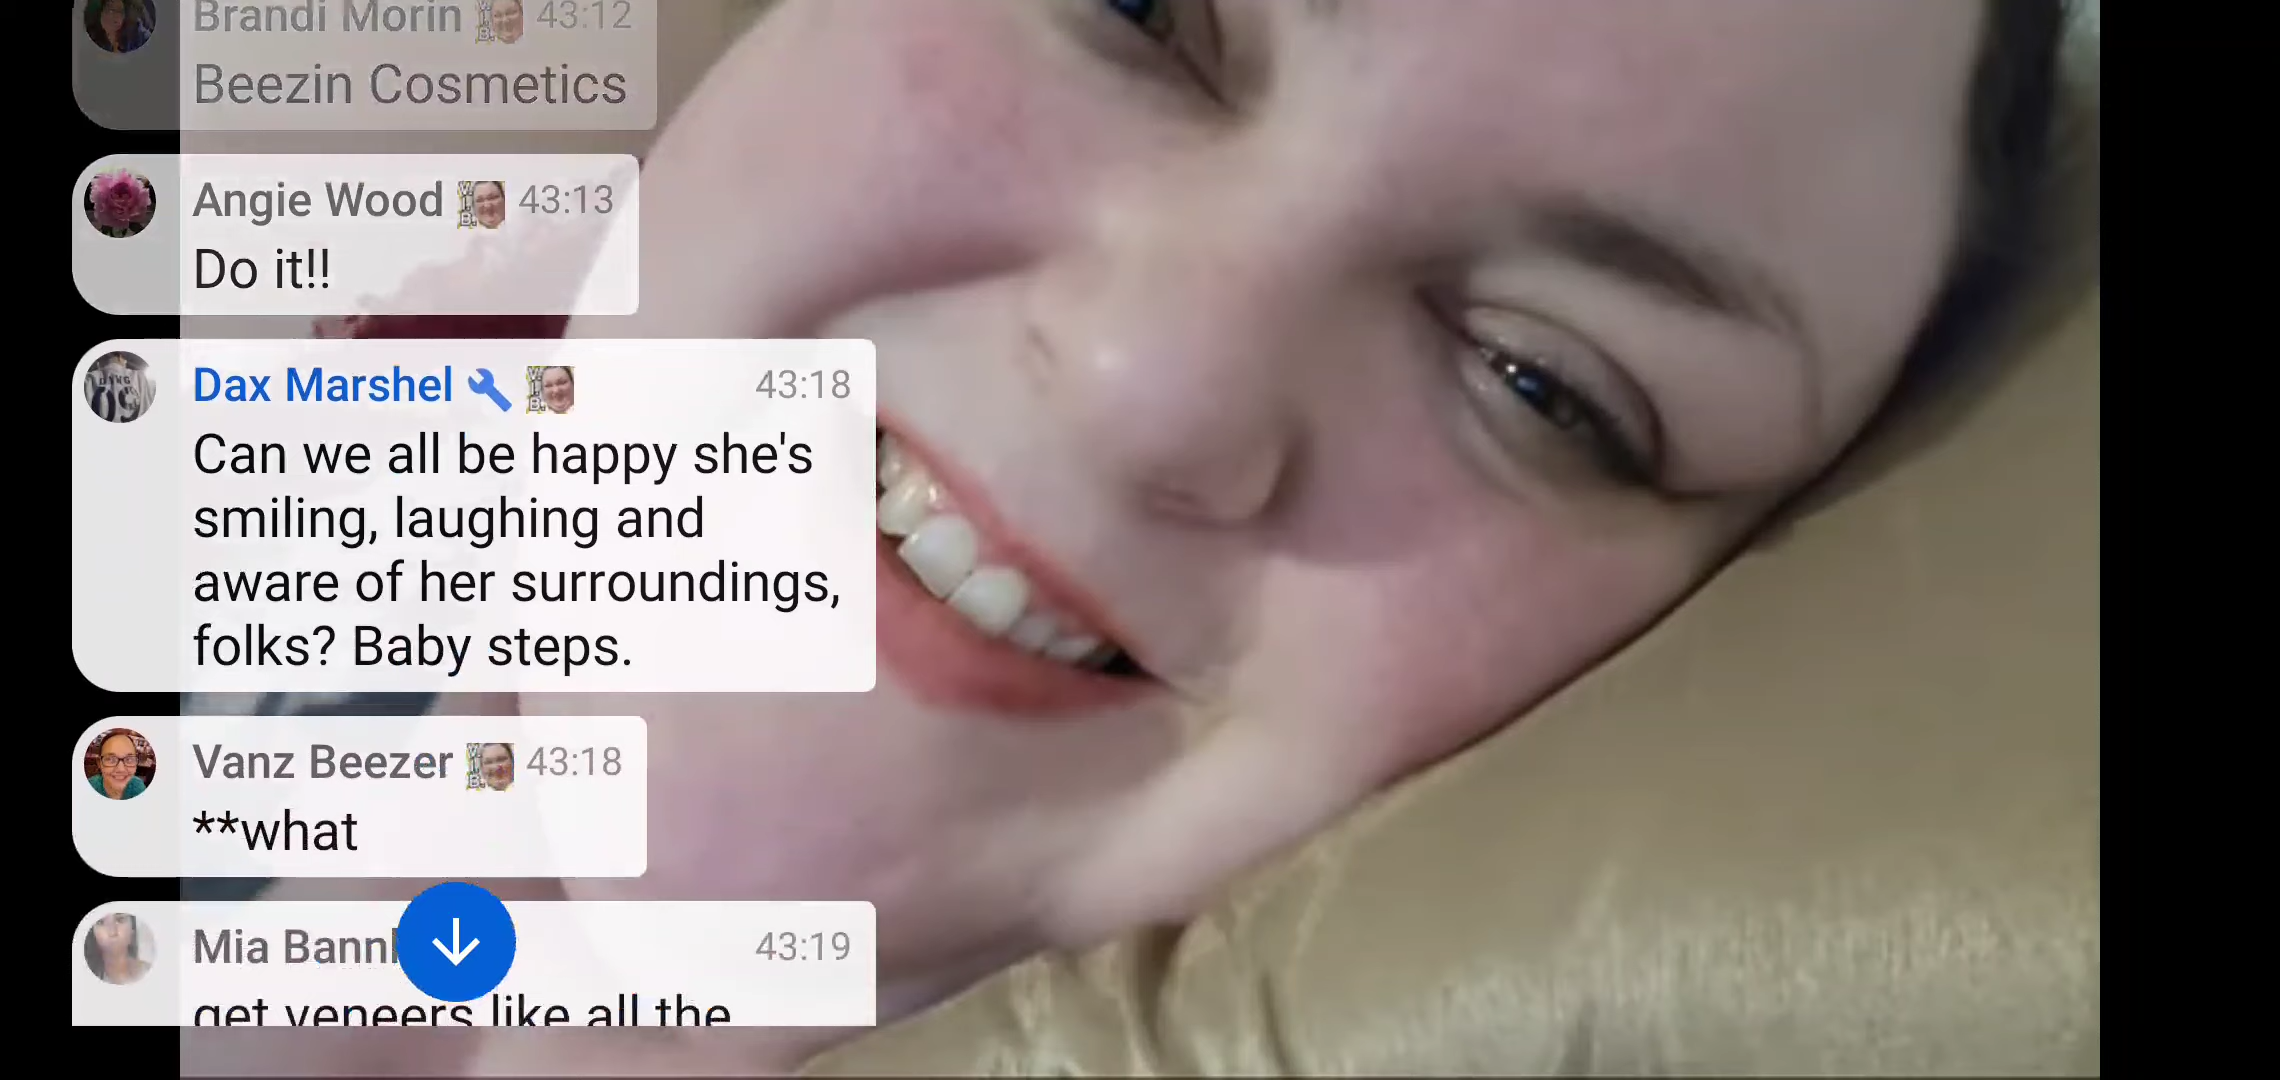 Brandi Morin 43:12
Beezin Cosmetics
Angie Wood 43:13
Do it!!
Dax Marshel 43:18
Can we all be happy she's
smiling, laughing and
aware of her surroundings,
folks? Baby steps.
Vanz Beezer 43:18
**what
Mia 43:19
get veneers like all the